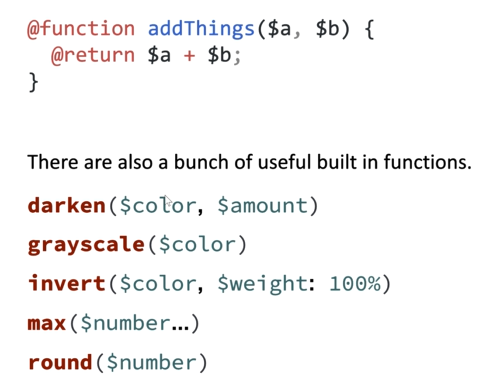 @function addThings($a, $b) {
  @return $a + $b;
}
There are also a bunch of useful built in functions.
darken($color, $amount)
grayscale($color)
invert($color, $weight: 100%)
max($number...)
round($number)